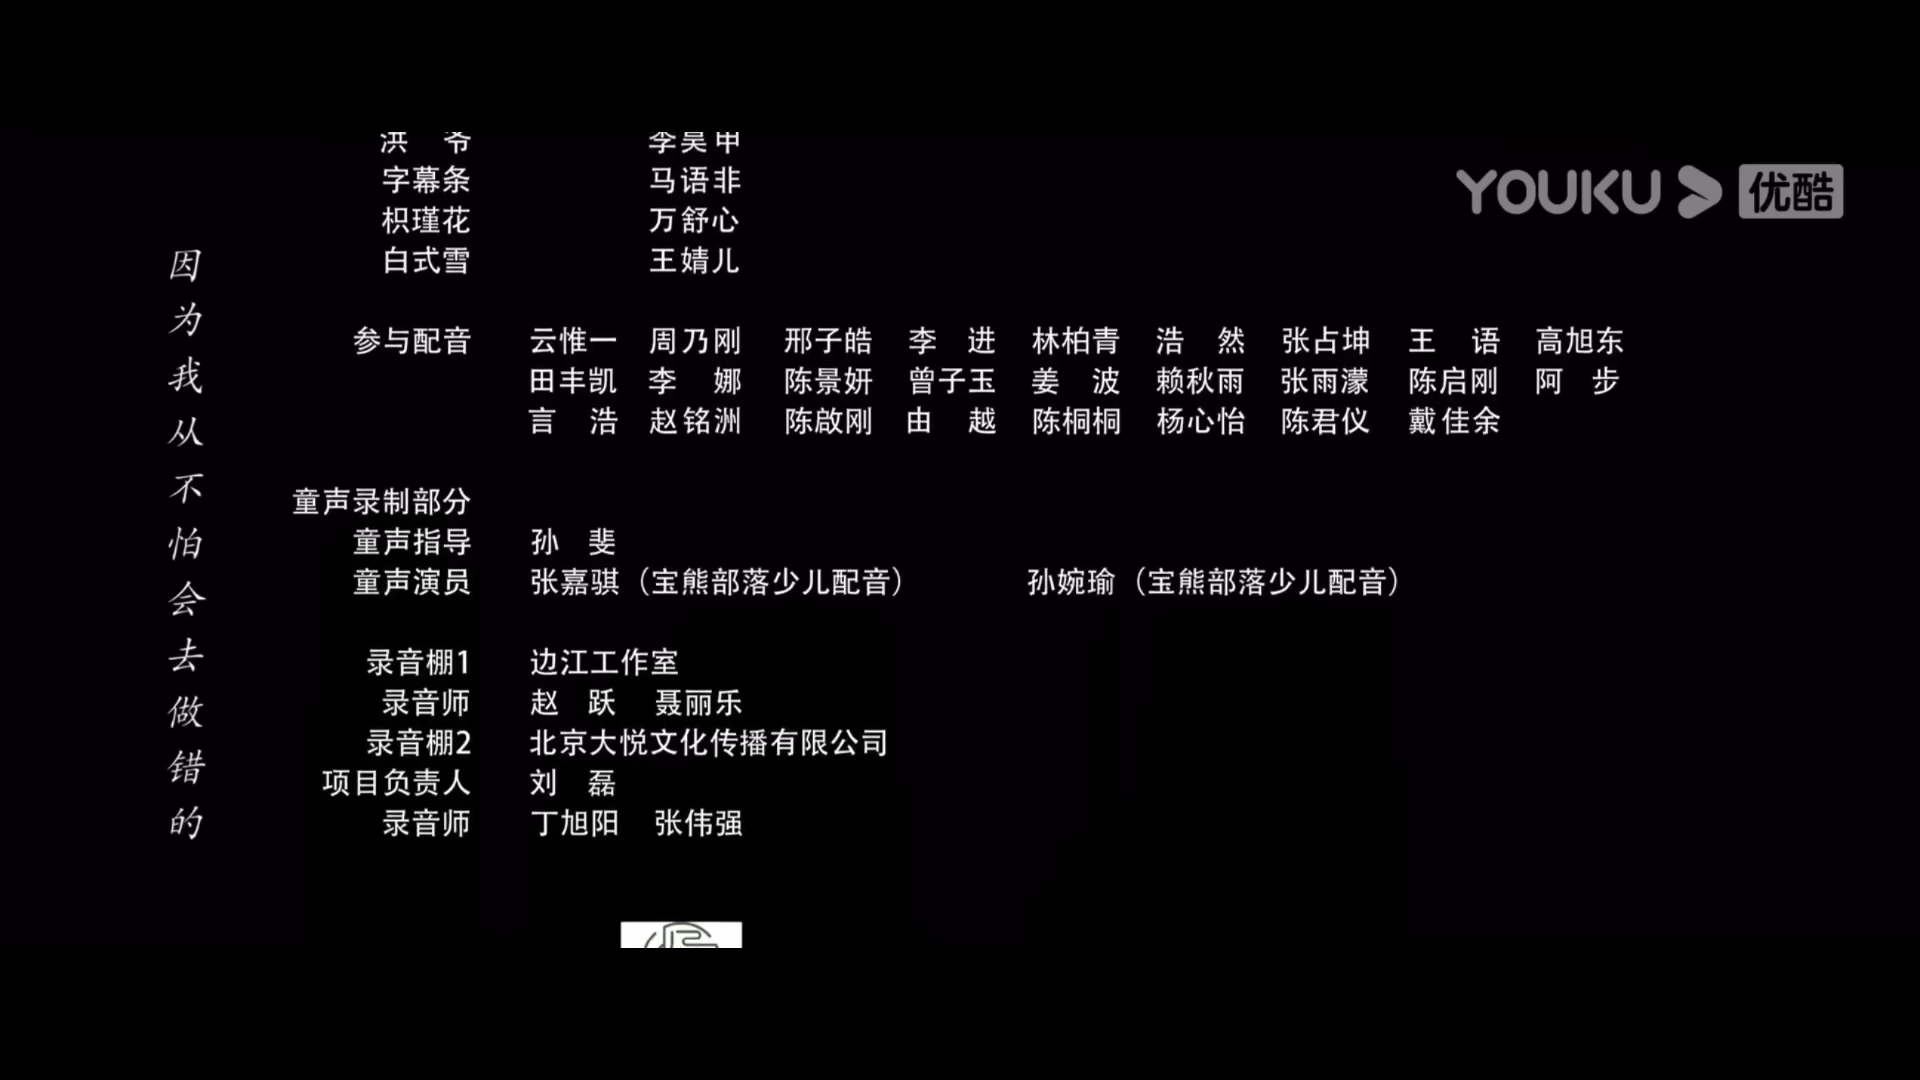 洪 爷 李昊甲
字幕条 马语非
枳瑾花 万舒心
白式雪 王婧儿
参与配音 云惟一 周乃刚 邢子皓 李 进 林柏青 浩 然 张占坤 王 语 高旭东
田丰凯 李 娜 陈景妍 曾子玉 姜 波 赖秋雨 张雨濛 陈启刚 阿 步
言 浩 赵铭洲 陈啟刚 由 越 陈桐桐 杨心怡 陈君仪 戴佳余
童声录制部分
童声指导 孙 斐
童声演员 张嘉骐（宝熊部落少儿配音） 孙婉瑜（宝熊部落少儿配音）
录音棚1 边江工作室
录音师 赵 跃 聂丽乐
录音棚2 北京大悦文化传播有限公司
项目负责人 刘 磊
录音师 丁旭阳 张伟强
因为我从不怕会去做错的
YOUKU 优酷